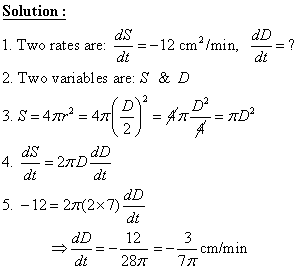 Solution :
1. Two rates are: dS/dt = −12 cm²/min, dD/dt = ?
2. Two variables are: S & D
3. S = 4πr² = 4π(D/2)² = 4π D²/4 = πD²
4. dS/dt = 2πD dD/dt
5. −12 = 2π(2×7) dD/dt
⇒ dD/dt = −12/28π = −3/7π cm/min